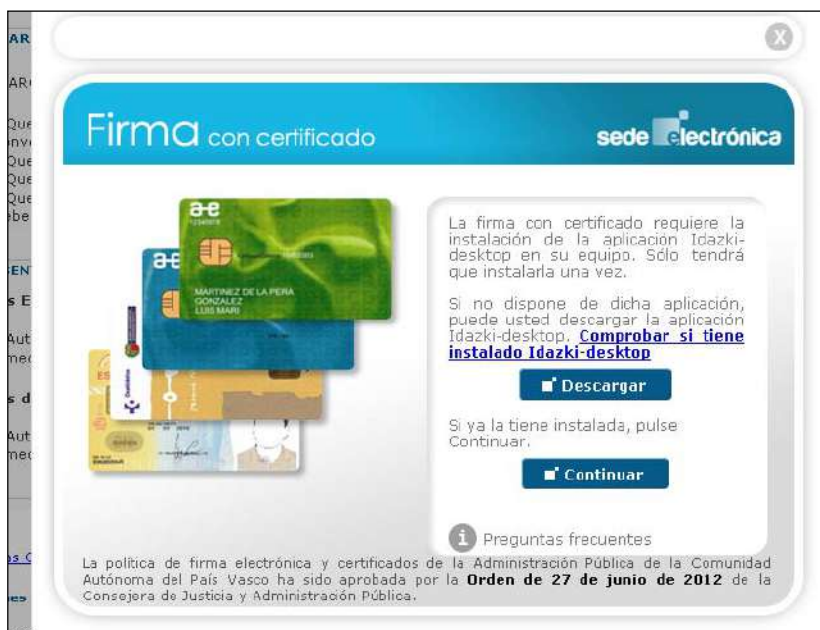 Firma con certificado
sede electrónica
a-e
12345678
MARTINEZ DE LA PEÑA
GONZALEZ
LUIS MARI
La firma con certificado requiere la
instalación de la aplicación Idazki-
desktop en su equipo. Sólo tendrá
que instalarla una vez.
Si no dispone de dicha aplicación,
puede usted descargar la aplicación
Idazki-desktop. Comprobar si tiene
instalado Idazki-desktop
Descargar
Si ya la tiene instalada, pulse
Continuar.
Continuar
Preguntas frecuentes
La política de firma electrónica y certificados de la Administración Pública de la Comunidad
Autónoma del País Vasco ha sido aprobada por la Orden de 27 de junio de 2012 de la
Consejera de Justicia y Administración Pública.